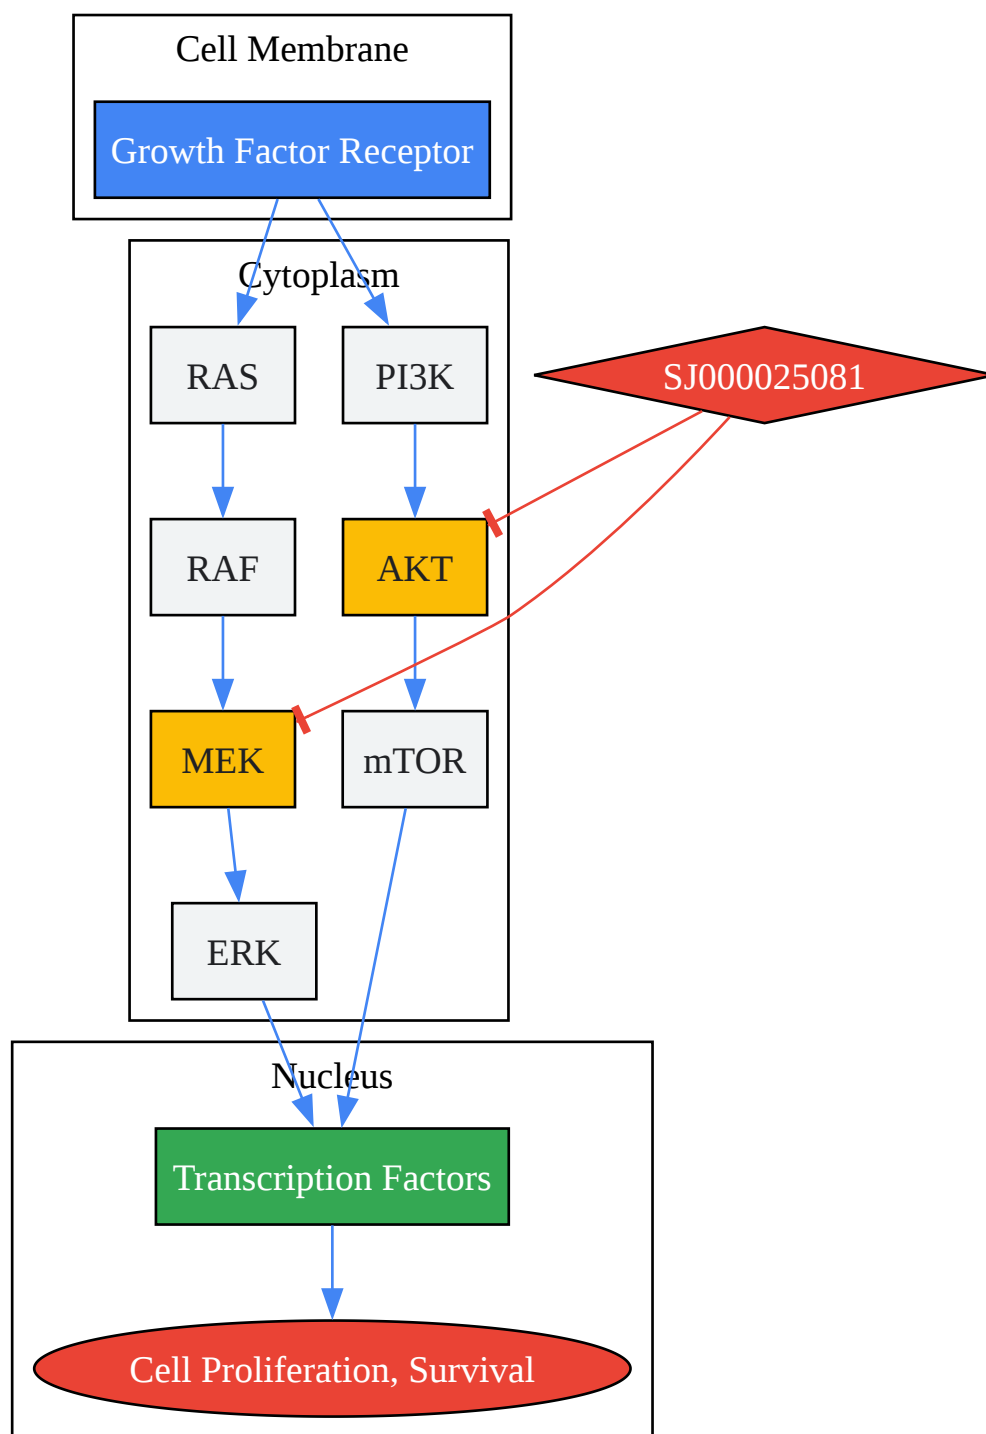 Cell Membrane
Growth Factor Receptor
Cytoplasm
RAS
PI3K
SJ000025081
RAF
AKT
MEK
mTOR
ERK
Nucleus
Transcription Factors
Cell Proliferation, Survival